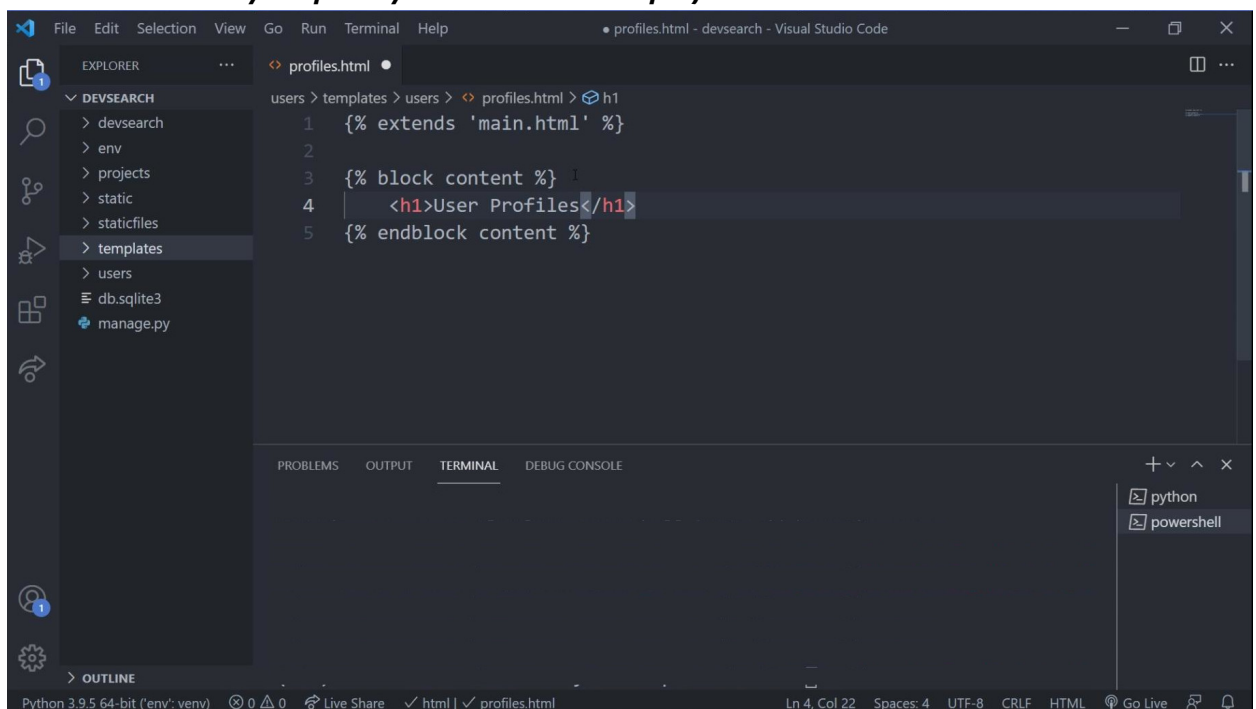 File Edit Selection View Go Run Terminal Help ● profiles.html - devsearch - Visual Studio Code
EXPLORER ··· <> profiles.html ●
DEVSEARCH
users > templates > users > <> profiles.html > h1
> devsearch
> env
> projects
> static
> staticfiles
> templates
> users
db.sqlite3
manage.py
1 {% extends 'main.html' %}
2
3 {% block content %}
4 <h1>User Profiles</h1>
5 {% endblock content %}
PROBLEMS OUTPUT TERMINAL DEBUG CONSOLE
python
powershell
1
1
> OUTLINE
Python 3.9.5 64-bit ('env': venv) 0 0 Live Share ✓ html | ✓ profiles.html Ln 4, Col 22 Spaces: 4 UTF-8 CRLF HTML Go Live